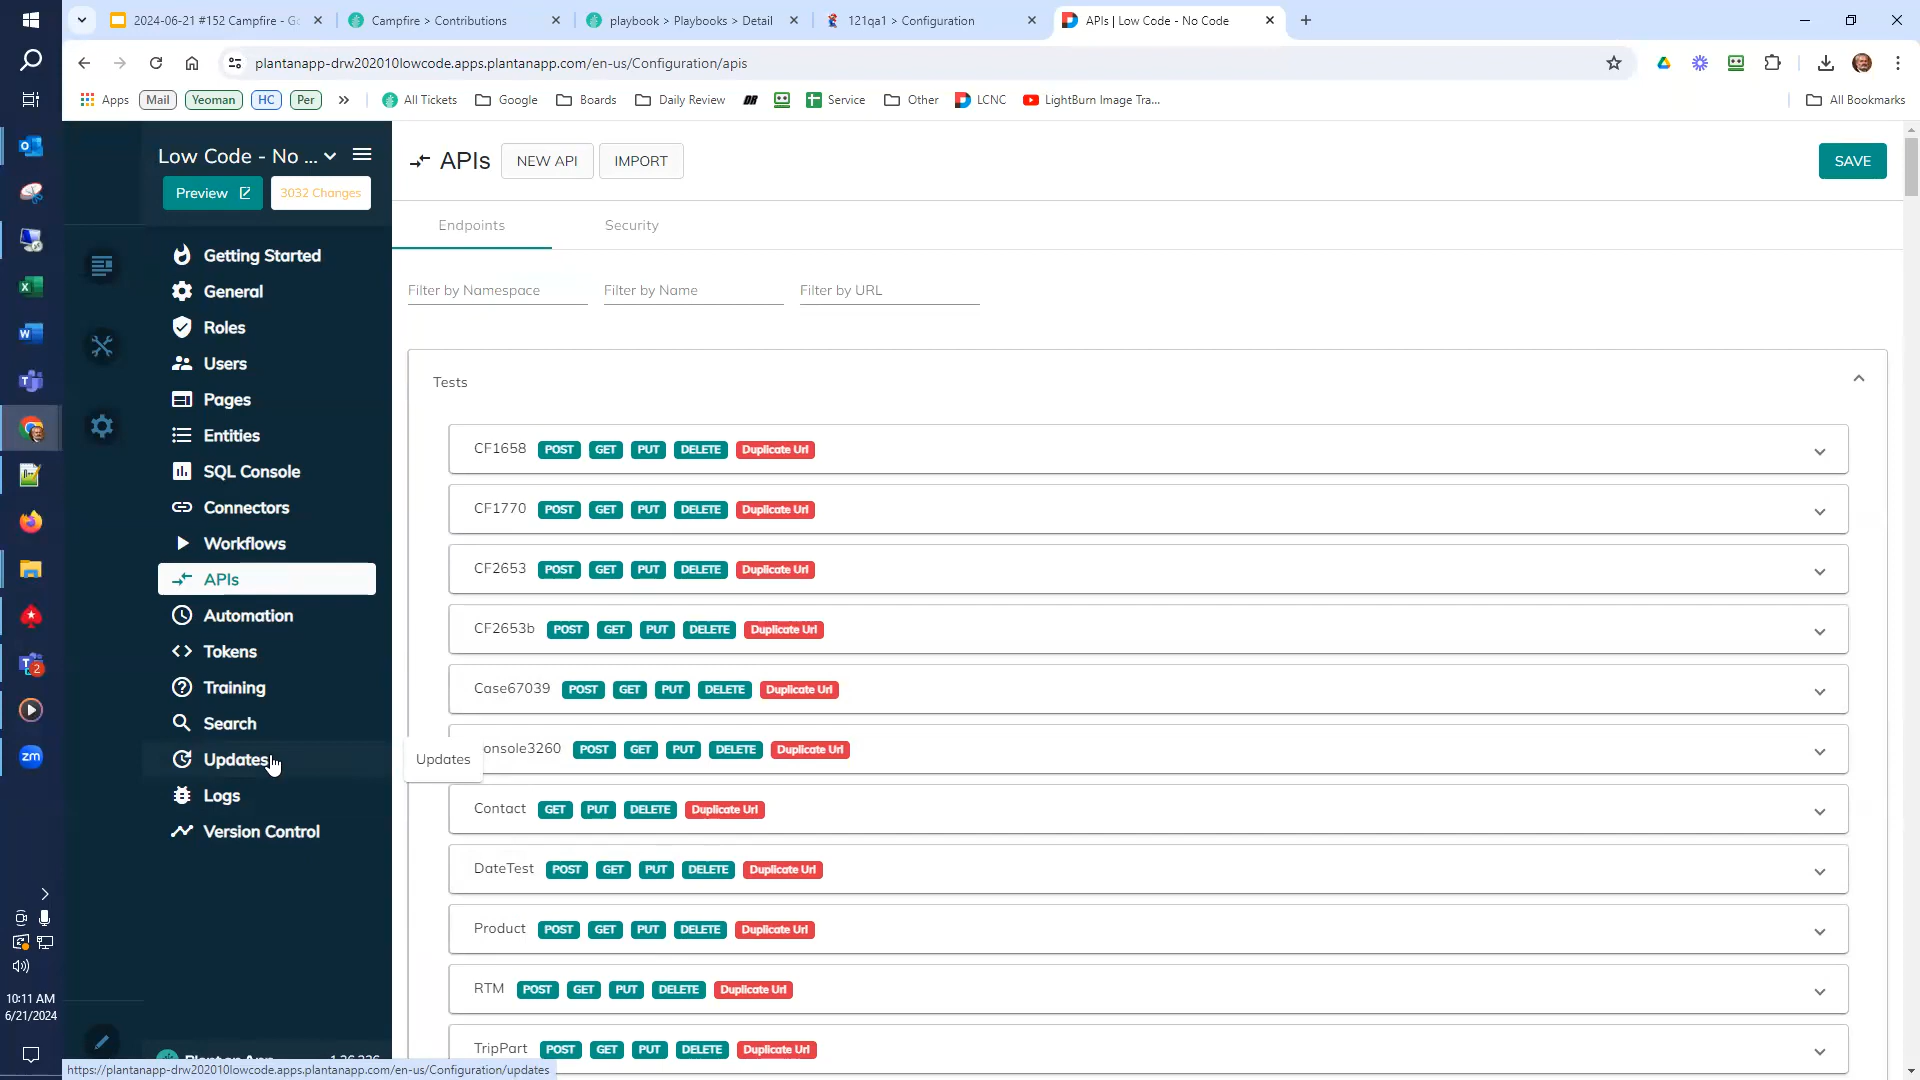 2024-06-21 #152 Campfire - Go
Campfire > Contributions
playbook > Playbooks > Detail
121qa1 > Configuration
APIs | Low Code - No Code
plantanapp-drw202010lowcode.apps.plantanapp.com/en-us/Configuration/apis
Apps
Mail
Yeoman
HC
Per
All Tickets
Google
Boards
Daily Review
Service
Other
LCNC
LightBurn Image Tra...
All Bookmarks
Low Code - No ...
Preview
3032 Changes
Getting Started
General
Roles
Users
Pages
Entities
SQL Console
Connectors
Workflows
APIs
Automation
Tokens
Training
Search
Updates
Logs
Version Control
APIs
NEW API
IMPORT
SAVE
Endpoints
Security
Filter by Namespace
Filter by Name
Filter by URL
Tests
CF1658 POST GET PUT DELETE Duplicate Url
CF1770 POST GET PUT DELETE Duplicate Url
CF2653 POST GET PUT DELETE Duplicate Url
CF2653b POST GET PUT DELETE Duplicate Url
Case67039 POST GET PUT DELETE Duplicate Url
onsole3260 POST GET PUT DELETE Duplicate Url
Updates
Contact GET PUT DELETE Duplicate Url
DateTest POST GET PUT DELETE Duplicate Url
Product POST GET PUT DELETE Duplicate Url
RTM POST GET PUT DELETE Duplicate Url
TripPart POST GET PUT DELETE Duplicate Url
10:11 AM
6/21/2024
https://plantanapp-drw202010lowcode.apps.plantanapp.com/en-us/Configuration/updates